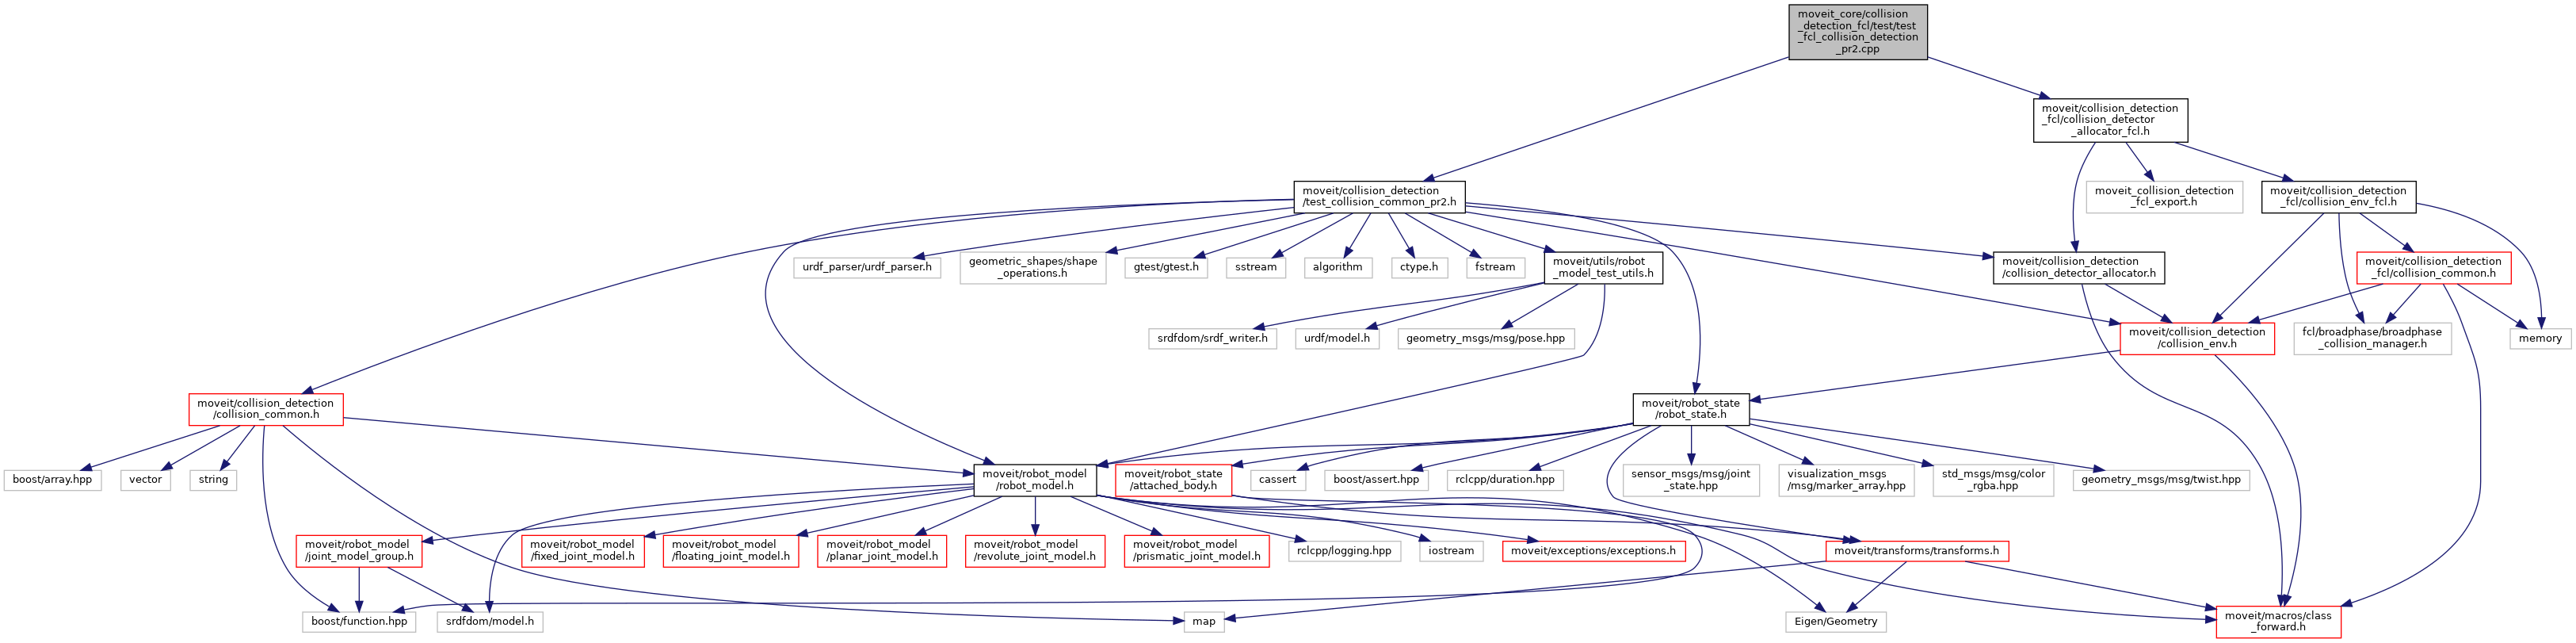 moveit_core/collision
_detection_fcl/test/test
_fcl_collision_detection
_pr2.cpp
moveit/collision_detection
_fcl/collision_detector
_allocator_fcl.h
moveit/collision_detection
/test_collision_common_pr2.h
moveit_collision_detection
_fcl_export.h
moveit/collision_detection
_fcl/collision_env_fcl.h
urdf_parser/urdf_parser.h
geometric_shapes/shape
_operations.h
gtest/gtest.h
sstream
algorithm
ctype.h
fstream
moveit/utils/robot
_model_test_utils.h
moveit/collision_detection
/collision_detector_allocator.h
moveit/collision_detection
_fcl/collision_common.h
srdfdom/srdf_writer.h
urdf/model.h
geometry_msgs/msg/pose.hpp
moveit/collision_detection
/collision_env.h
fcl/broadphase/broadphase
_collision_manager.h
memory
moveit/collision_detection
/collision_common.h
moveit/robot_state
/robot_state.h
boost/array.hpp
vector
string
moveit/robot_model
/robot_model.h
moveit/robot_state
/attached_body.h
cassert
boost/assert.hpp
rclcpp/duration.hpp
sensor_msgs/msg/joint
_state.hpp
visualization_msgs
/msg/marker_array.hpp
std_msgs/msg/color
_rgba.hpp
geometry_msgs/msg/twist.hpp
moveit/robot_model
/joint_model_group.h
moveit/robot_model
/fixed_joint_model.h
moveit/robot_model
/floating_joint_model.h
moveit/robot_model
/planar_joint_model.h
moveit/robot_model
/revolute_joint_model.h
moveit/robot_model
/prismatic_joint_model.h
rclcpp/logging.hpp
iostream
moveit/exceptions/exceptions.h
moveit/transforms/transforms.h
boost/function.hpp
srdfdom/model.h
map
Eigen/Geometry
moveit/macros/class
_forward.h